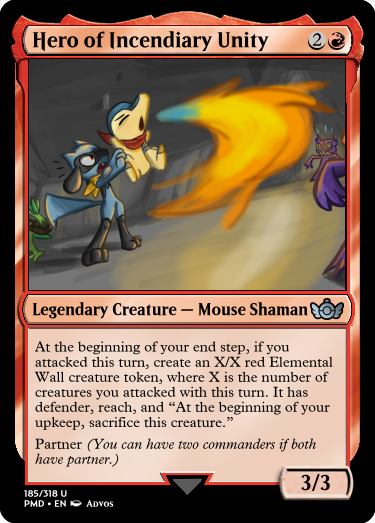 Hero of Incendiary Unity 2
Legendary Creature — Mouse Shaman
At the beginning of your end step, if you
attacked this turn, create an X/X red Elemental
Wall creature token, where X is the number of
creatures you attacked with this turn. It has
defender, reach, and “At the beginning of your
upkeep, sacrifice this creature.”
Partner (You can have two commanders if both
have partner.)
3/3
185/318 U
PMD • EN Advos